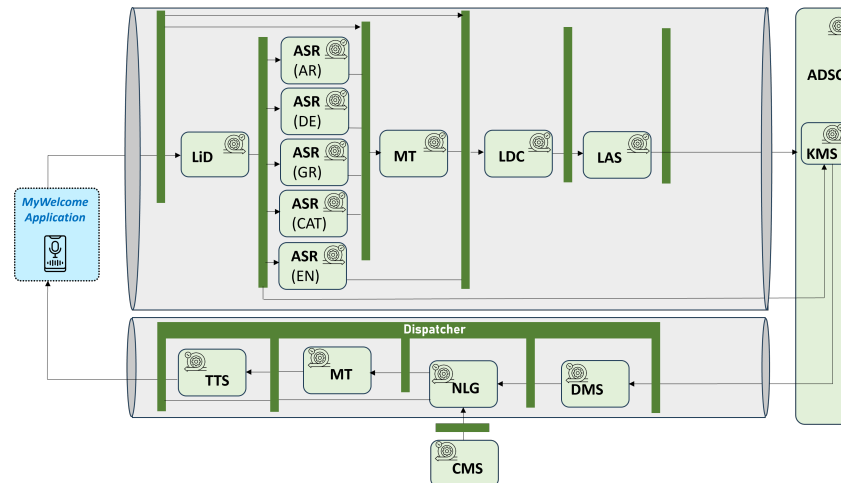 ASR
(AR)
ASR
(DE)
LiD
ASR
(GR)
MT
LDC
LAS
KMS
MyWelcome
Application
ASR
(CAT)
ASR
(EN)
Dispatcher
TTS
MT
NLG
DMS
CMS